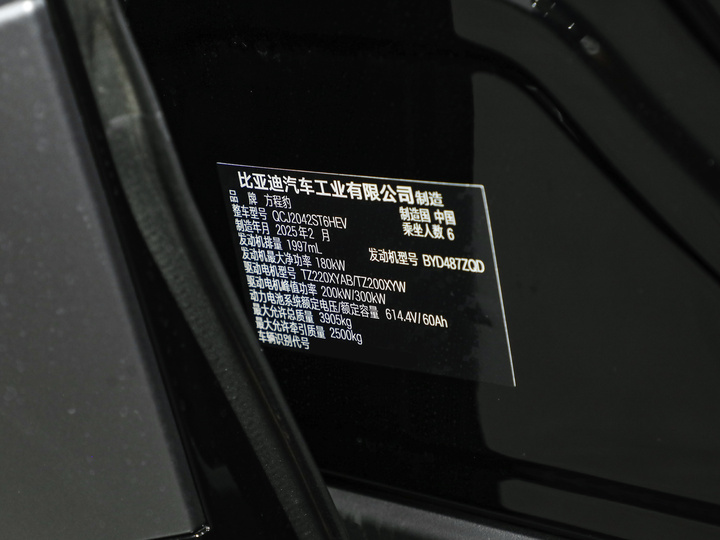 比亚迪汽车工业有限公司制造
品 牌 方程豹 制造国 中国
整车型号 QCJ2042ST6HEV 乘坐人数 6
制造年月 2025年2 月
发动机排量 1997mL 发动机型号 BYD487ZQD
发动机最大净功率 180kW
驱动电机型号 TZ220XYAB/TZ200XYW
驱动电机峰值功率 200kW/300kW
动力电池系统额定电压/额定容量 614.4V/60Ah
最大允许总质量 3905kg
最大允许牵引质量 2500kg
车辆识别代号